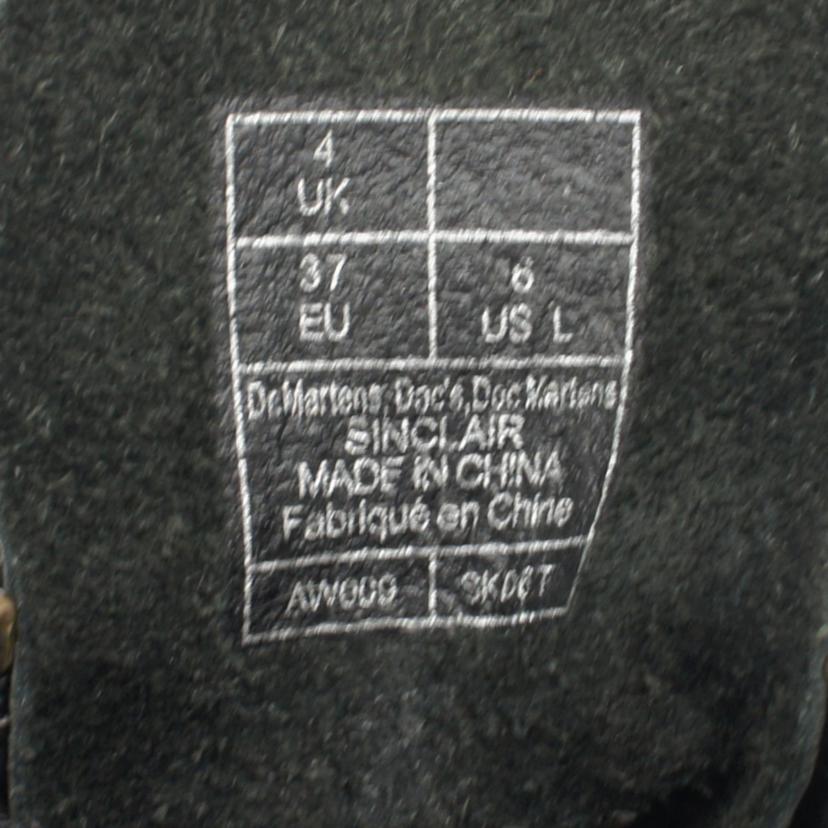 4
UK
37
EU
6
US L
Dr.Martens, Doc's, Doc Martens
SINCLAIR
MADE IN CHINA
Fabriqué en Chine
AW009
SK08T